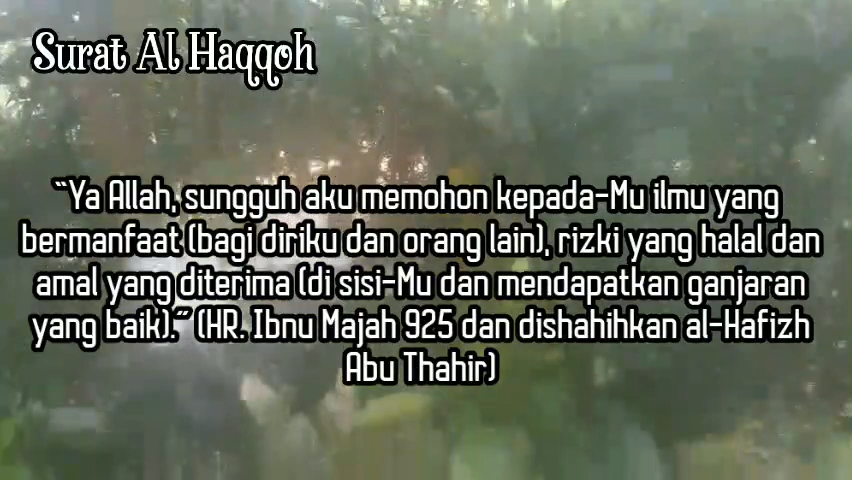 Surat Al Haqqoh
“Ya Allah, sungguh aku memohon kepada-Mu ilmu yang
bermanfaat (bagi diriku dan orang lain), rizki yang halal dan
amal yang diterima (di sisi-Mu dan mendapatkan ganjaran
yang baik).” (HR. Ibnu Majah 925 dan dishahihkan al-Hafizh
Abu Thahir)